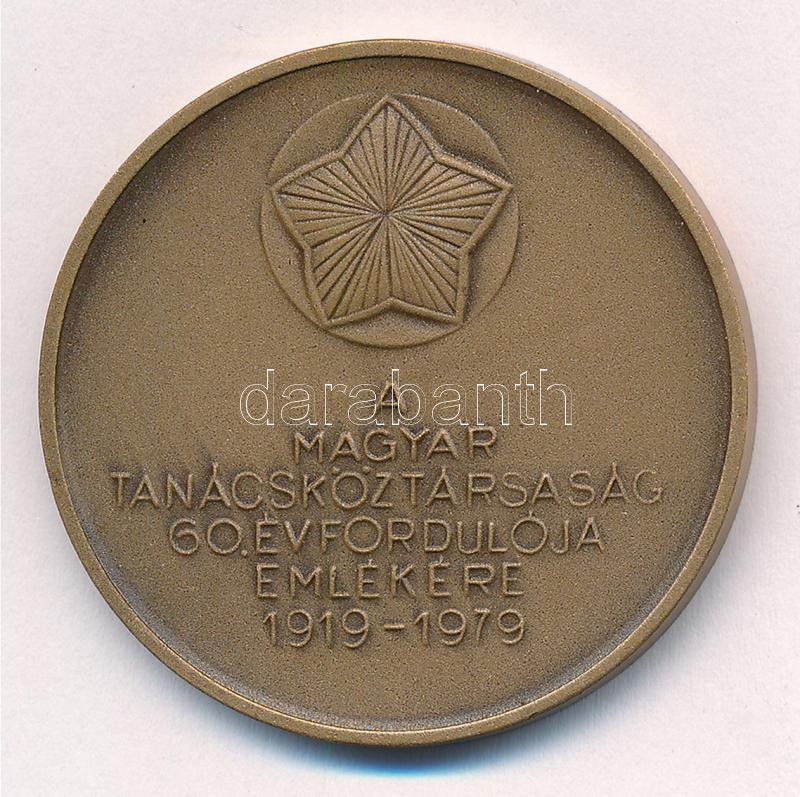 A
darabanth
MAGYAR
TANÁCSKÖZTÁRSASÁG
60. ÉVFORDULÓJA
EMLÉKÉRE
1919-1979